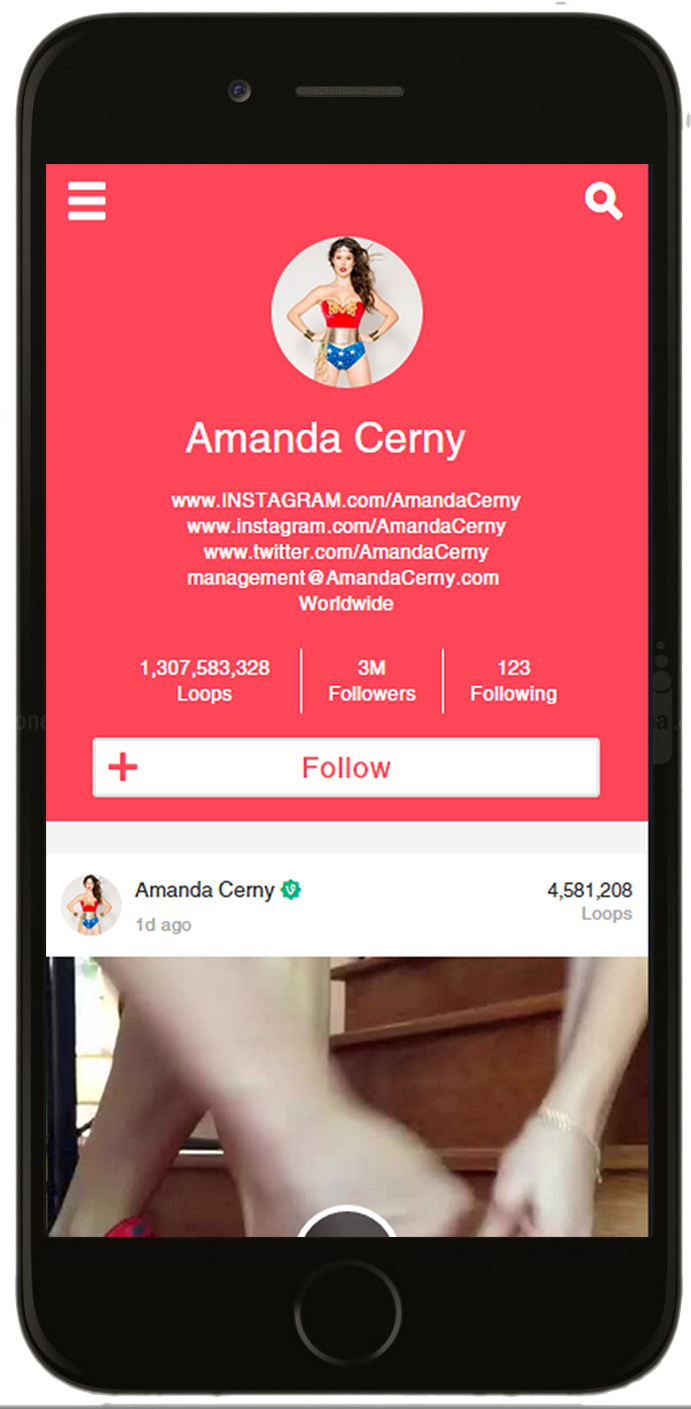 Amanda Cerny
www.INSTAGRAM.com/AmandaCerny
www.instagram.com/AmandaCerny
www.twitter.com/AmandaCerny
management@AmandaCerny.com
Worldwide
1,307,583,328
Loops
3M
Followers
123
Following
Follow
Amanda Cerny
4,581,208
1d ago
Loops